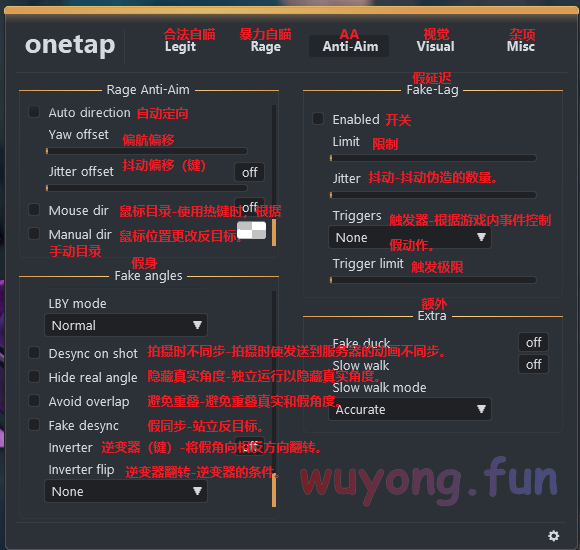 合法自瞄 暴力自瞄 AA 视觉 杂项
onetap Legit Rage Anti-Aim Visual Misc
Rage Anti-Aim
Auto direction 自动定向
Yaw offset 偏航偏移
Jitter offset 抖动偏移（键） off
Mouse dir 鼠标目录-使用热键时，根据 off
Manual dir 鼠标位置更改反目标。
手动目录
假身
Fake angles
LBY mode
Normal
Desync on shot 拍摄时不同步-拍摄时使发送到服务器的动画不同步。
Hide real angle 隐藏真实角度-独立运行以隐藏真实角度。
Avoid overlap 避免重叠-避免重叠真实和假角度。
Fake desync 假同步-站立反目标。
Inverter 逆变器（键）-将假角向相反方向翻转。 off
Inverter flip 逆变器翻转-逆变器的条件。
None
假延迟
Fake-Lag
Enabled 开关
Limit 限制
Jitter 抖动-抖动伪造的数量。
Triggers 触发器-根据游戏内事件控制
None 假动作。
Trigger limit 触发极限
额外
Extra
Fake duck off
Slow walk off
Slow walk mode
Accurate
wuyong.fun